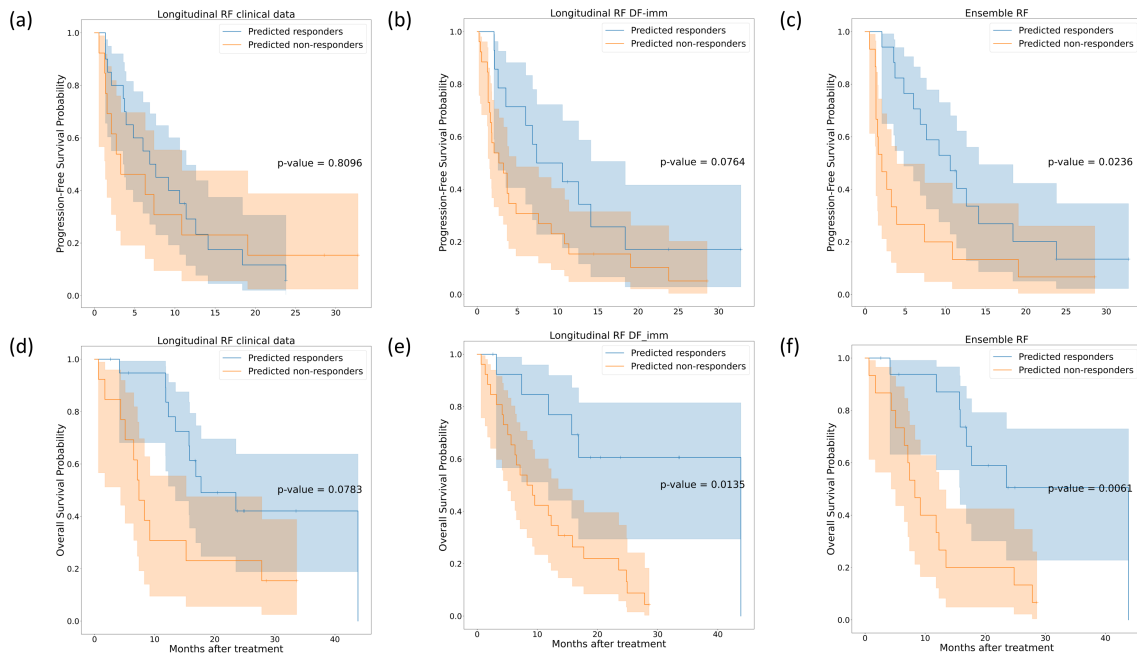 (a)
Longitudinal RF clinical data
Predicted responders
Predicted non-responders
Progression-Free Survival Probability
1.0
0.8
0.6
0.4
0.2
0.0
p-value = 0.8096
0 5 10 15 20 25 30
(b)
Longitudinal RF DF-imm
Predicted responders
Predicted non-responders
Progression-Free Survival Probability
1.0
0.8
0.6
0.4
0.2
0.0
p-value = 0.0764
0 5 10 15 20 25 30
(c)
Ensemble RF
Predicted responders
Predicted non-responders
Progression-Free Survival Probability
1.0
0.8
0.6
0.4
0.2
0.0
p-value = 0.0236
0 5 10 15 20 25 30
(d)
Longitudinal RF clinical data
Predicted responders
Predicted non-responders
Overall Survival Probability
1.0
0.8
0.6
0.4
0.2
0.0
p-value = 0.0783
0 10 20 30 40
Months after treatment
(e)
Longitudinal RF DF_imm
Predicted responders
Predicted non-responders
Overall Survival Probability
1.0
0.8
0.6
0.4
0.2
0.0
p-value = 0.0135
0 10 20 30 40
Months after treatment
(f)
Ensemble RF
Predicted responders
Predicted non-responders
Overall Survival Probability
1.0
0.8
0.6
0.4
0.2
0.0
p-value = 0.0061
0 10 20 30 40
Months after treatment